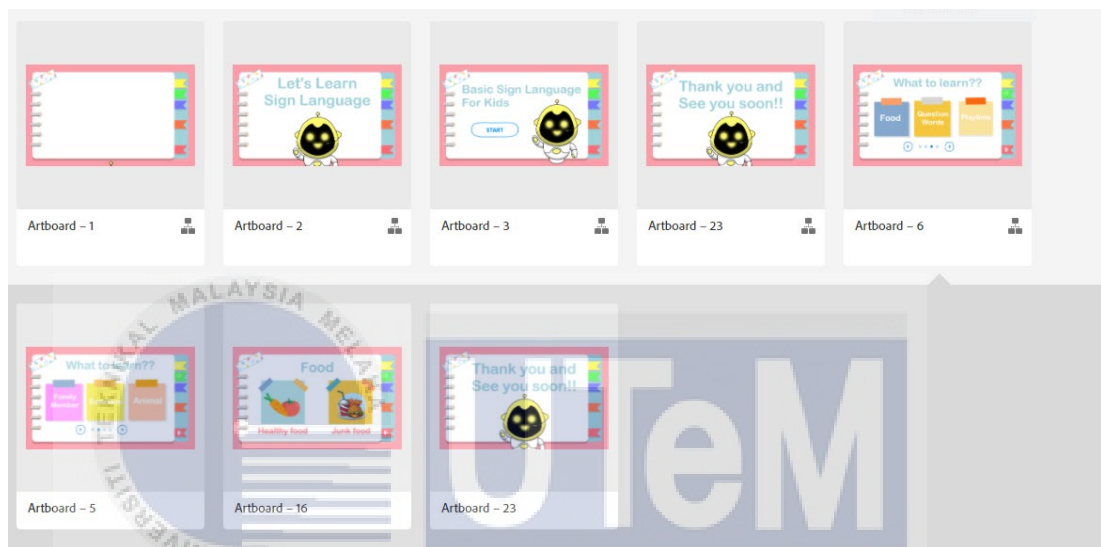 Let's Learn
Sign Language
Basic Sign Language
For Kids
START
Thank you and
See you soon!!
What to learn??
Food
Question
Words
Playtime
Artboard – 1
Artboard – 2
Artboard – 3
Artboard – 23
Artboard – 6
What to learn??
Family
Member
Animal
Food
Healthy food
Junk food
Thank you and
See you soon!!
Artboard – 5
Artboard – 16
Artboard – 23
UNIVERSITI TEKNIKAL MALAYSIA MELAKA
UTeM